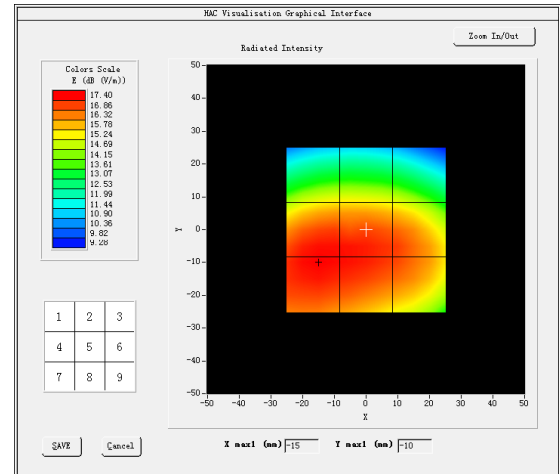 HAC Visualisation Graphical Interface
Zoom In/Out
Radiated Intensity
Colors Scale
E (dB (V/m))
17.40
16.86
16.32
15.78
15.24
14.69
14.15
13.61
13.07
12.53
11.99
11.44
10.90
10.36
9.82
9.28
1 2 3
4 5 6
7 8 9
50
40
30
20
10
Y 0
-10
-20
-30
-40
-50
-50 -40 -30 -20 -10 0 10 20 30 40 50
X
SAVE Cancel X max1 (mm) -15 Y max1 (mm) -10